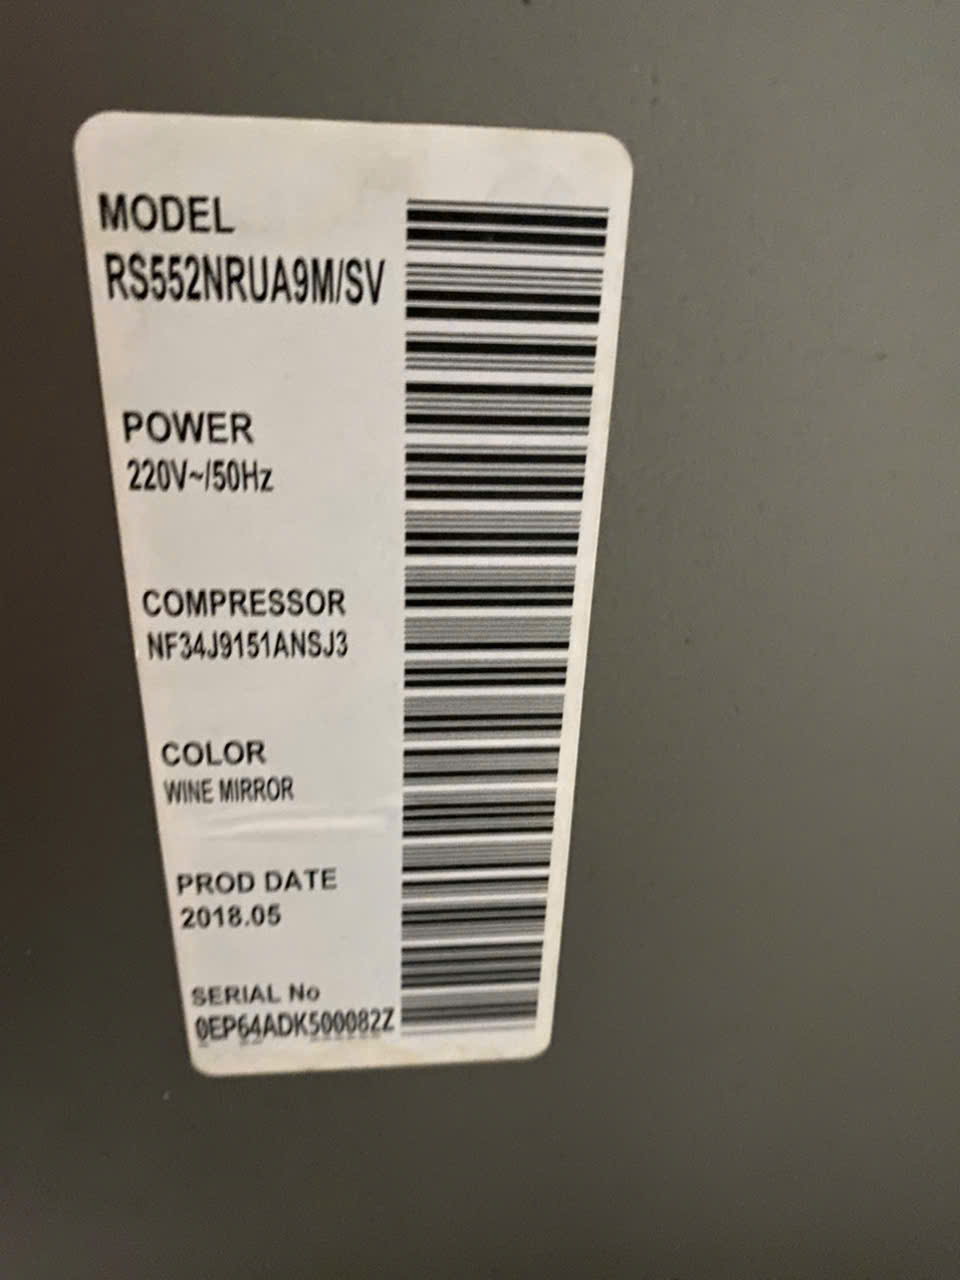 MODEL
RS552NRUA9M/SV
POWER
220V~/50Hz
COMPRESSOR
NF34J9151ANSJ3
COLOR
WINE MIRROR
PROD DATE
2018.05
SERIAL No
0EP64ADK500082Z